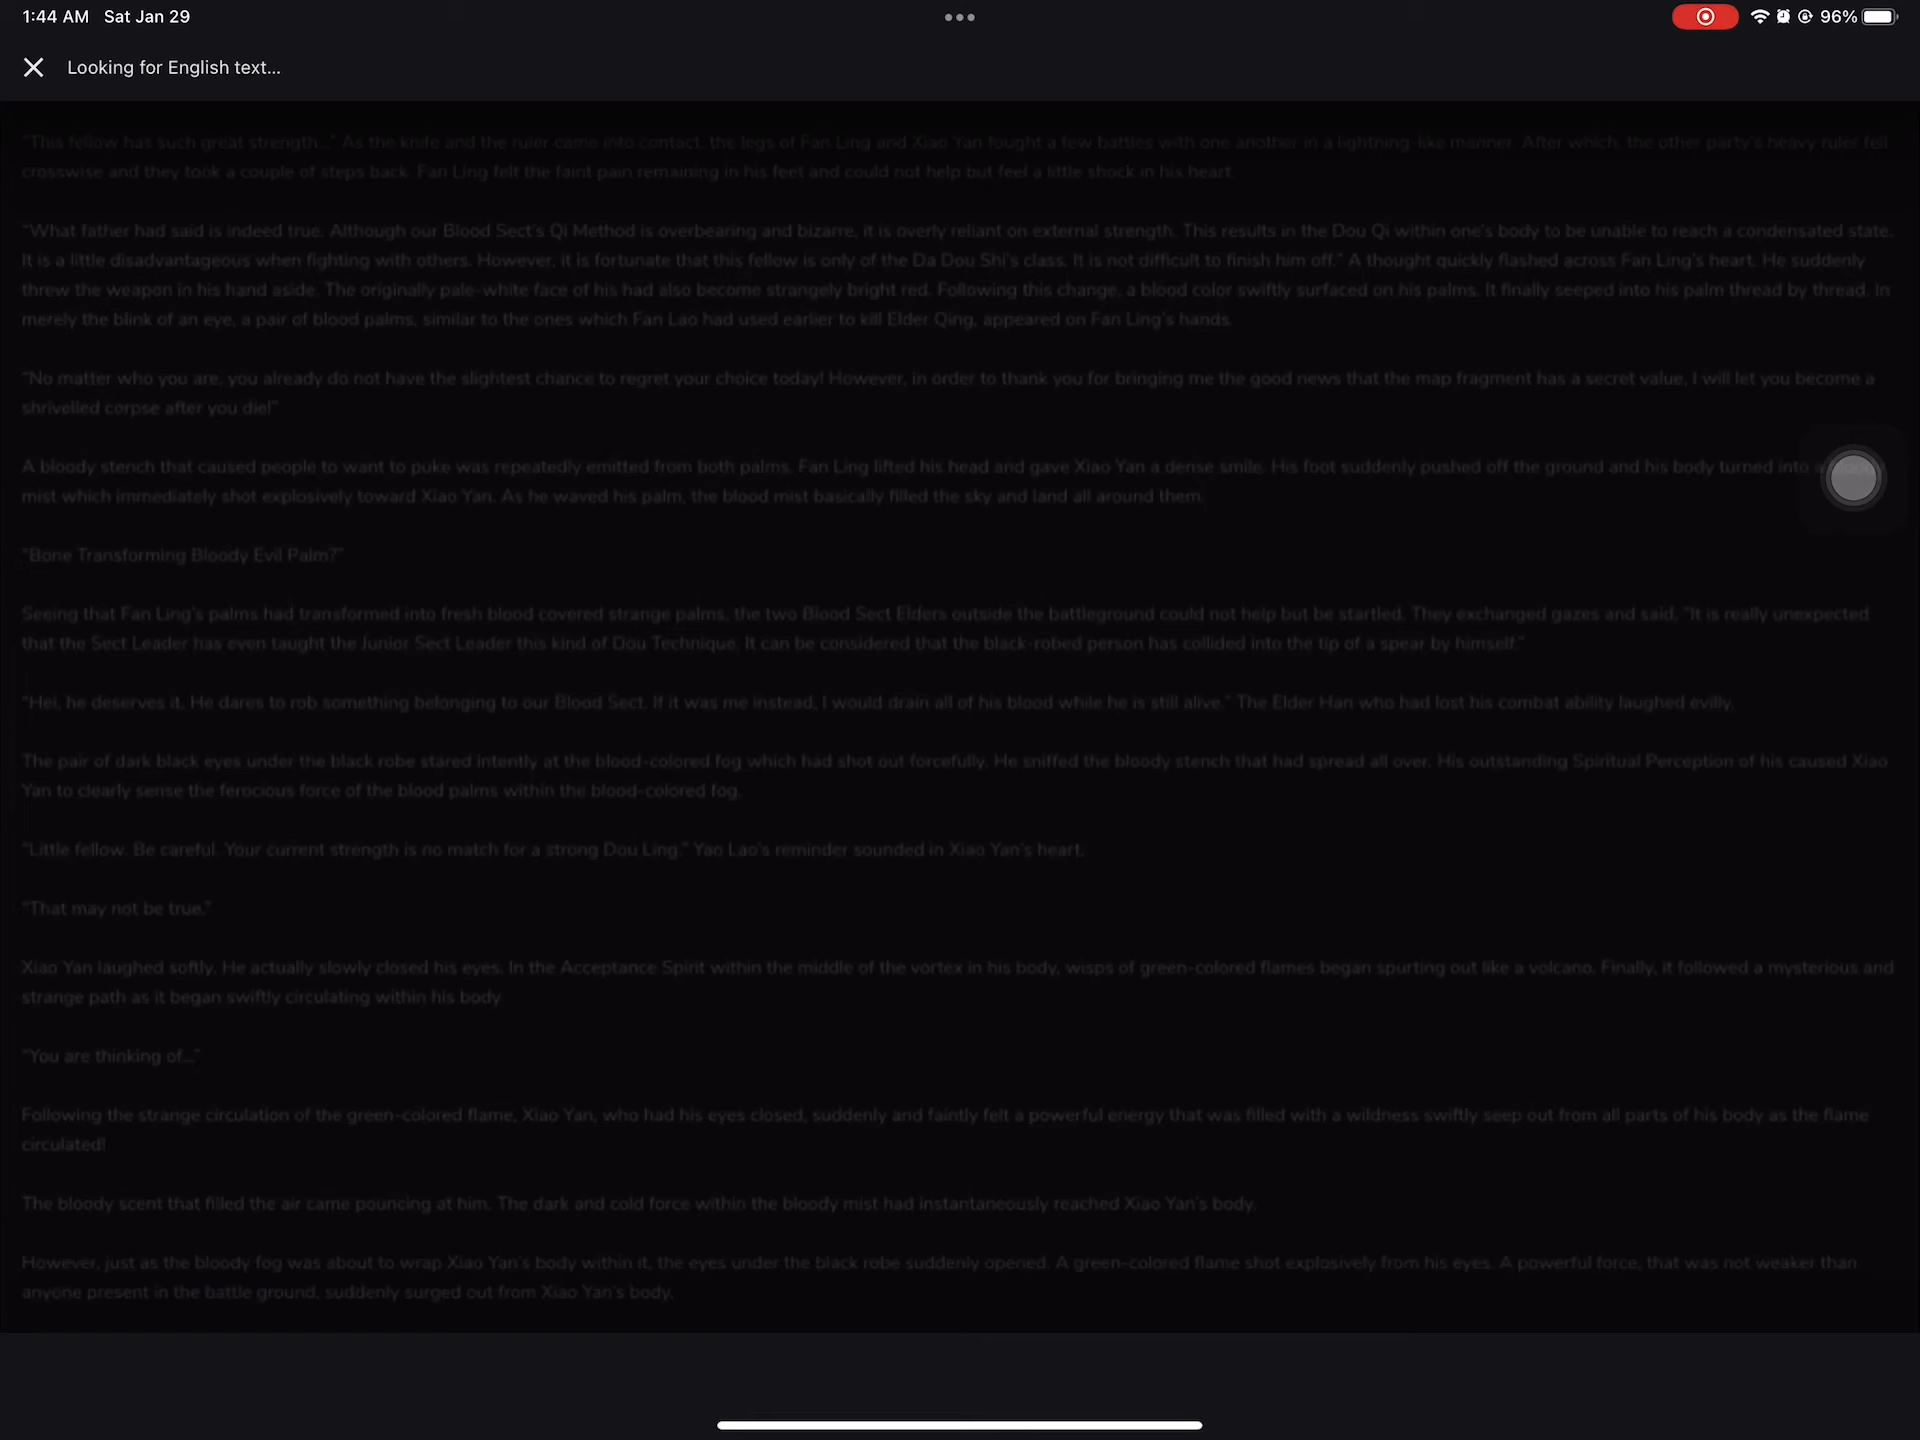 1:44 AM Sat Jan 29
96%
Looking for English text...
"This fellow has such great strength..." As the knife and the ruler came into contact, the legs of Fan Ling and Xiao Yan fought a few battles with one another in a lightning-like manner. After which, the other party's heavy ruler fell
crosswise and they took a couple of steps back. Fan Ling felt the faint pain remaining in his feet and could not help but feel a little shock in his heart.
"What father had said is indeed true. Although our Blood Sect's Qi Method is overbearing and bizarre, it is overly reliant on external strength. This results in the Dou Qi within one's body to be unable to reach a condensated state.
It is a little disadvantageous when fighting with others. However, it is fortunate that this fellow is only of the Da Dou Shi's class. It is not difficult to finish him off." A thought quickly flashed across Fan Ling's heart. He suddenly
threw the weapon in his hand aside. The originally pale-white face of his had also become strangely bright red. Following this change, a blood color swiftly surfaced on his palms. It finally seeped into his palm thread by thread. In
merely the blink of an eye, a pair of blood palms, similar to the ones which Fan Lao had used earlier to kill Elder Qing, appeared on Fan Ling's hands.
"No matter who you are, you already do not have the slightest chance to regret your choice today! However, in order to thank you for bringing me the good news that the map fragment has a secret value, I will let you become a
shrivelled corpse after you die!"
A bloody stench that caused people to want to puke was repeatedly emitted from both palms. Fan Ling lifted his head and gave Xiao Yan a dense smile. His foot suddenly pushed off the ground and his body turned into a
mist which immediately shot explosively toward Xiao Yan. As he waved his palm, the blood mist basically filled the sky and land all around them.
"Bone Transforming Bloody Evil Palm?"
Seeing that Fan Ling's palms had transformed into fresh blood covered strange palms, the two Blood Sect Elders outside the battleground could not help but be startled. They exchanged gazes and said, "It is really unexpected
that the Sect Leader has even taught the Junior Sect Leader this kind of Dou Technique. It can be considered that the black-robed person has collided into the tip of a spear by himself."
"Hei, he deserves it. He dares to rob something belonging to our Blood Sect. If it was me instead, I would drain all of his blood while he is still alive." The Elder Han who had lost his combat ability laughed evilly.
The pair of dark black eyes under the black robe stared intently at the blood-colored fog which had shot out forcefully. He sniffed the bloody stench that had spread all over. His outstanding Spiritual Perception of his caused Xiao
Yan to clearly sense the ferocious force of the blood palms within the blood-colored fog.
"Little fellow. Be careful. Your current strength is no match for a strong Dou Ling." Yao Lao's reminder sounded in Xiao Yan's heart.
"That may not be true."
Xiao Yan laughed softly. He actually slowly closed his eyes. In the Acceptance Spirit within the middle of the vortex in his body, wisps of green-colored flames began spurting out like a volcano. Finally, it followed a mysterious and
strange path as it began swiftly circulating within his body.
"You are thinking of..."
Following the strange circulation of the green-colored flame, Xiao Yan, who had his eyes closed, suddenly and faintly felt a powerful energy that was filled with a wildness swiftly seep out from all parts of his body as the flame
circulated!
The bloody scent that filled the air came pouncing at him. The dark and cold force within the bloody mist had instantaneously reached Xiao Yan's body.
However, just as the bloody fog was about to wrap Xiao Yan's body within it, the eyes under the black robe suddenly opened. A green-colored flame shot explosively from his eyes. A powerful force, that was not weaker than
anyone present in the battle ground, suddenly surged out from Xiao Yan's body.